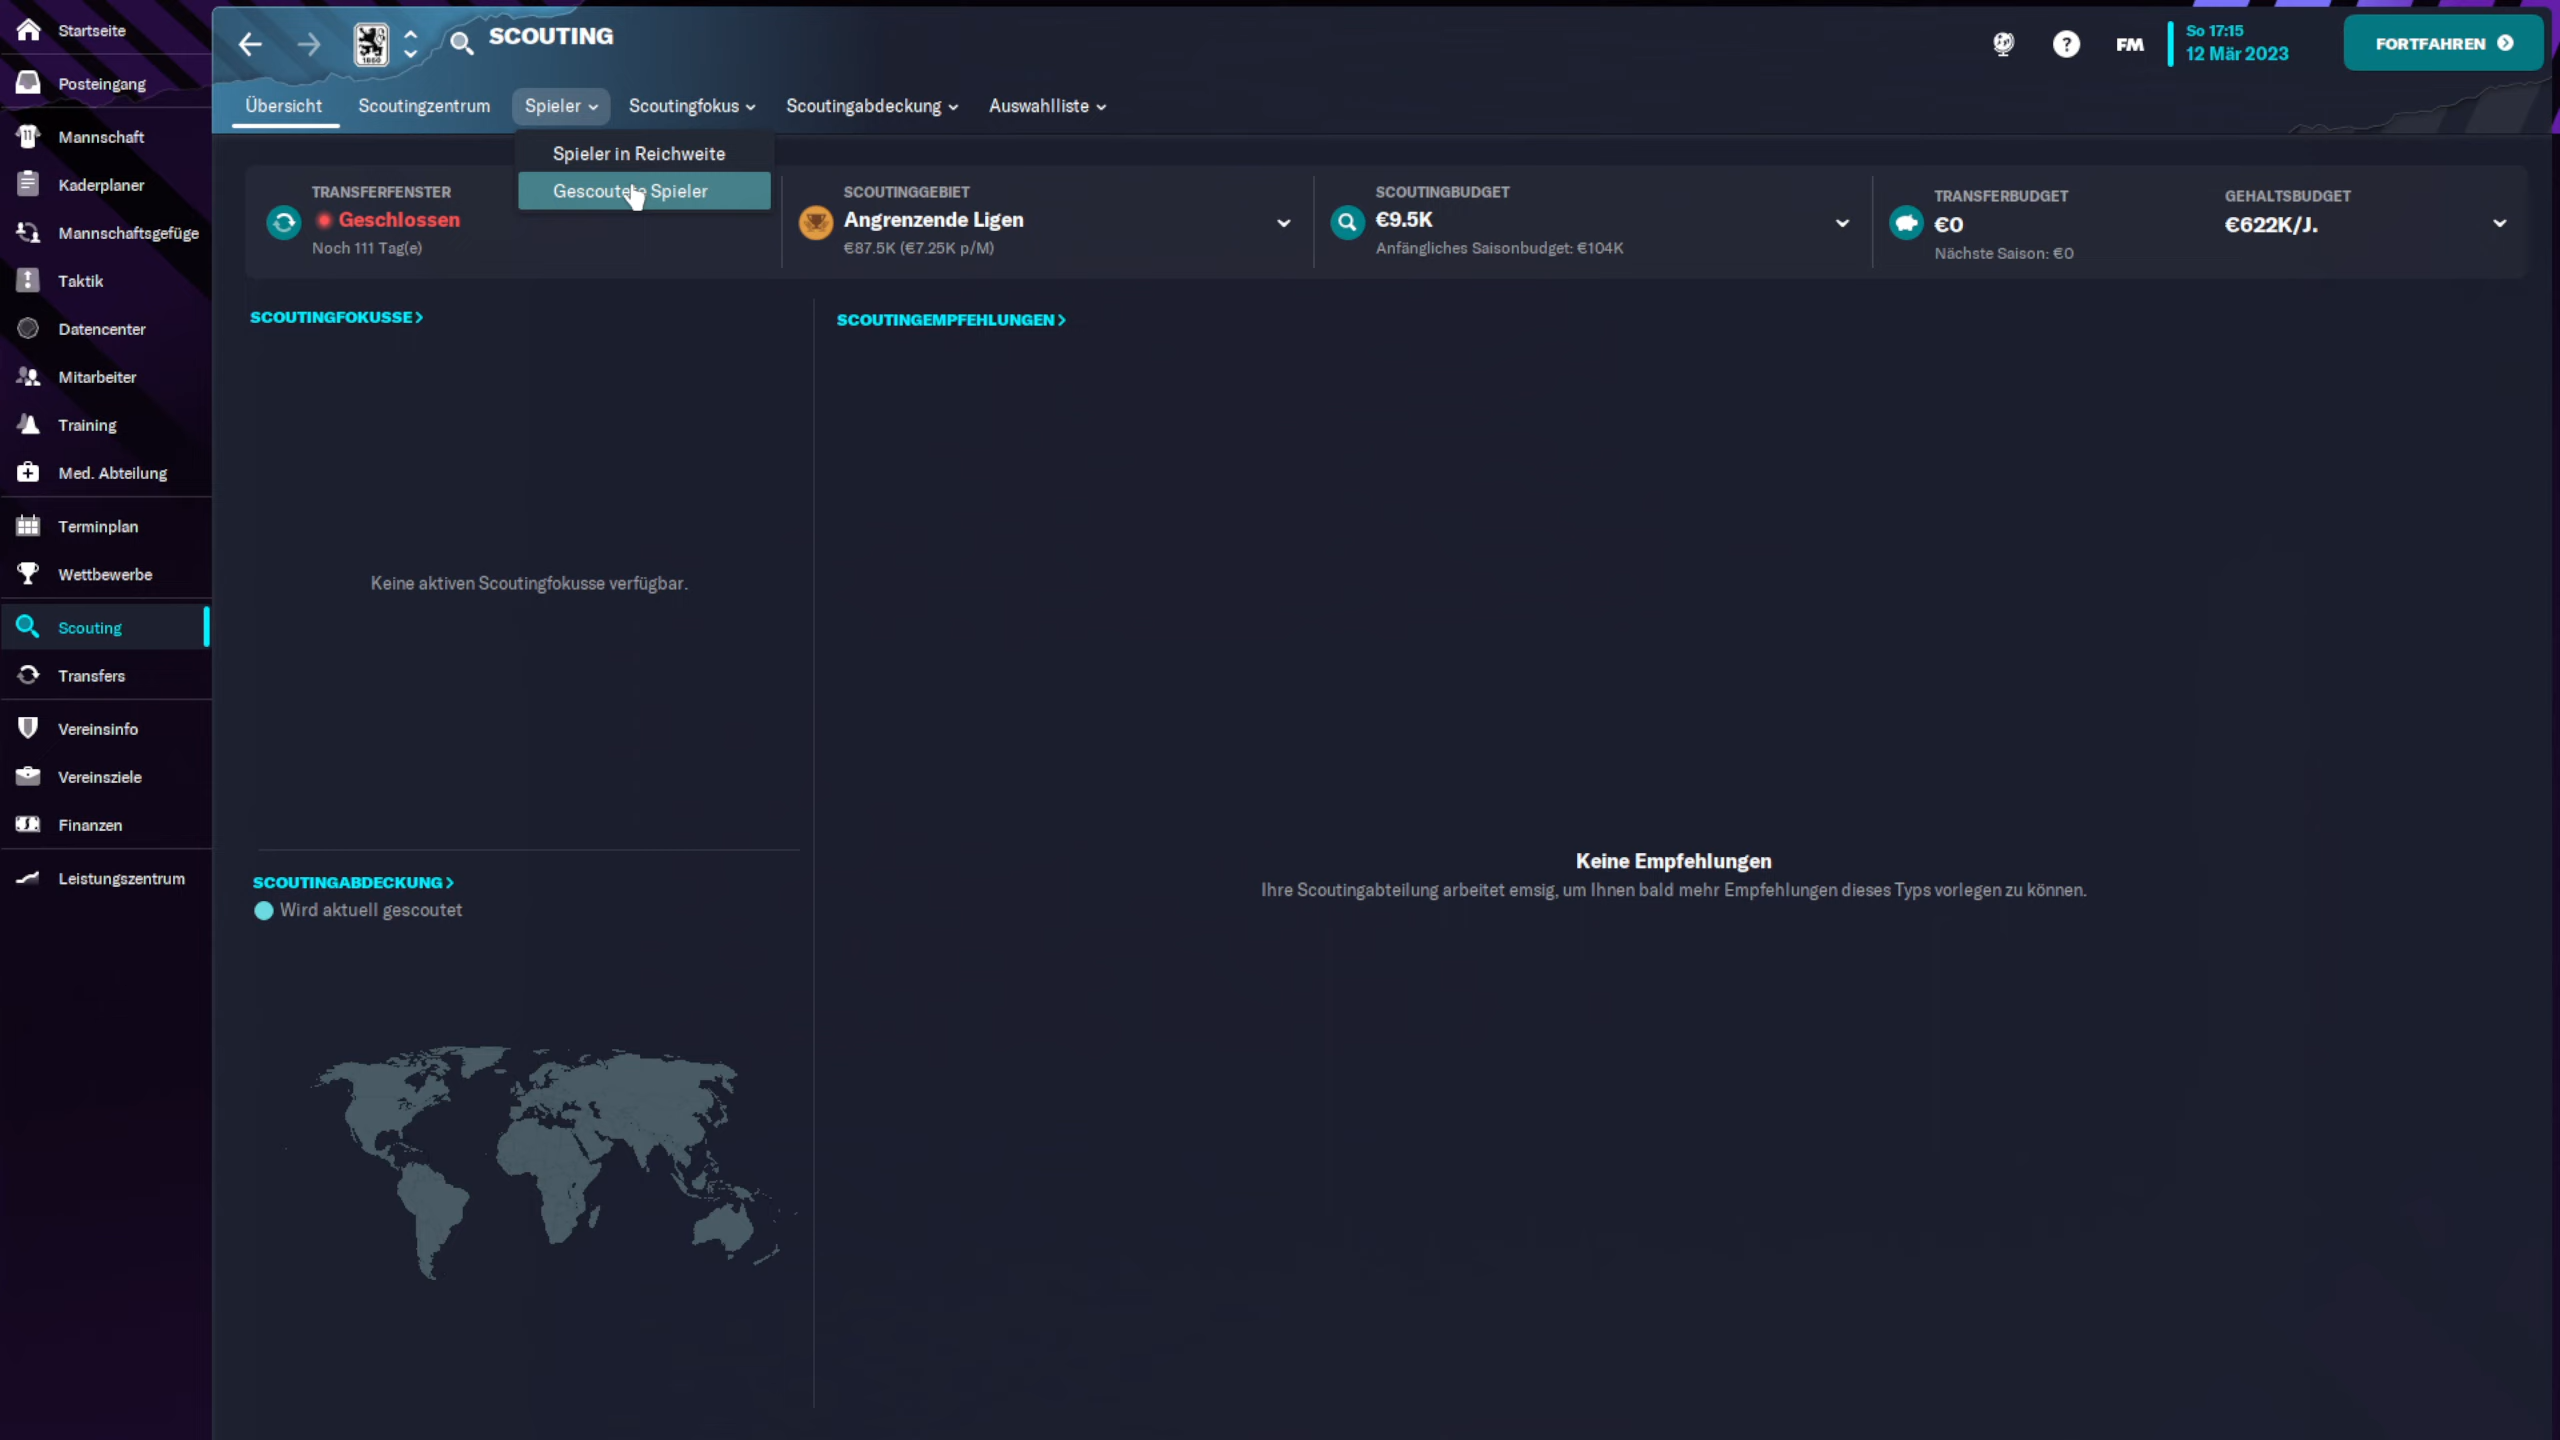 Startseite
Posteingang
Mannschaft
Kaderplaner
Mannschaftsgefüge
Taktik
Datencenter
Mitarbeiter
Training
Med. Abteilung
Terminplan
Wettbewerbe
Scouting
Transfers
Vereinsinfo
Vereinsziele
Finanzen
Leistungszentrum
1860
SCOUTING
?
FM
So 17:15
12 Mär 2023
FORTFAHREN
Übersicht
Scoutingzentrum
Spieler
Scoutingfokus
Scoutingabdeckung
Auswahlliste
Spieler in Reichweite
Gescoutete Spieler
TRANSFERFENSTER
Geschlossen
Noch 111 Tag(e)
SCOUTINGGEBIET
Angrenzende Ligen
€87.5K (€7.25K p/M)
SCOUTINGBUDGET
€9.5K
Anfängliches Saisonbudget: €104K
TRANSFERBUDGET
€0
Nächste Saison: €0
GEHALTSBUDGET
€622K/J.
SCOUTINGFOKUSSE
Keine aktiven Scoutingfokusse verfügbar.
SCOUTINGABDECKUNG
Wird aktuell gescoutet
SCOUTINGEMPFEHLUNGEN
Keine Empfehlungen
Ihre Scoutingabteilung arbeitet emsig, um Ihnen bald mehr Empfehlungen dieses Typs vorlegen zu können.